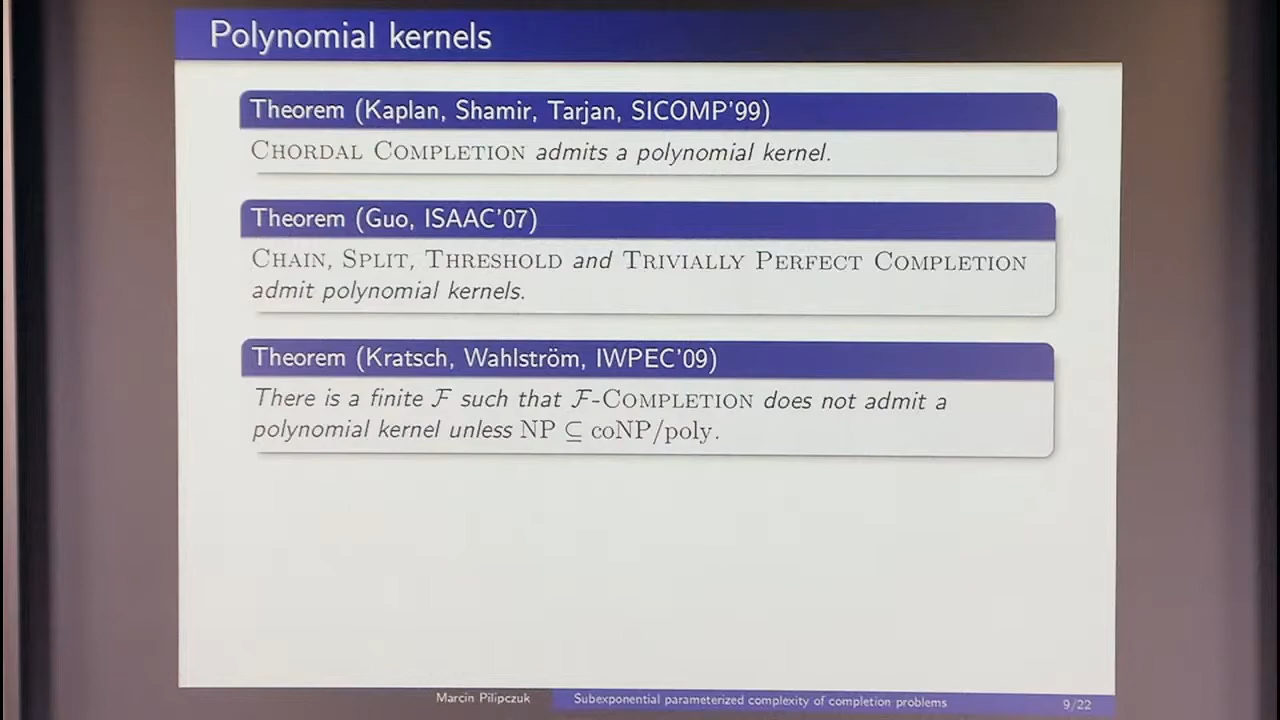 Polynomial kernels
Theorem (Kaplan, Shamir, Tarjan, SICOMP'99)
Chordal Completion admits a polynomial kernel.
Theorem (Guo, ISAAC'07)
Chain, Split, Threshold and Trivially Perfect Completion
admit polynomial kernels.
Theorem (Kratsch, Wahlström, IWPEC'09)
There is a finite ℱ such that ℱ-Completion does not admit a
polynomial kernel unless NP ⊆ coNP/poly.
Marcin Pilipczuk Subexponential parameterized complexity of completion problems 9/22